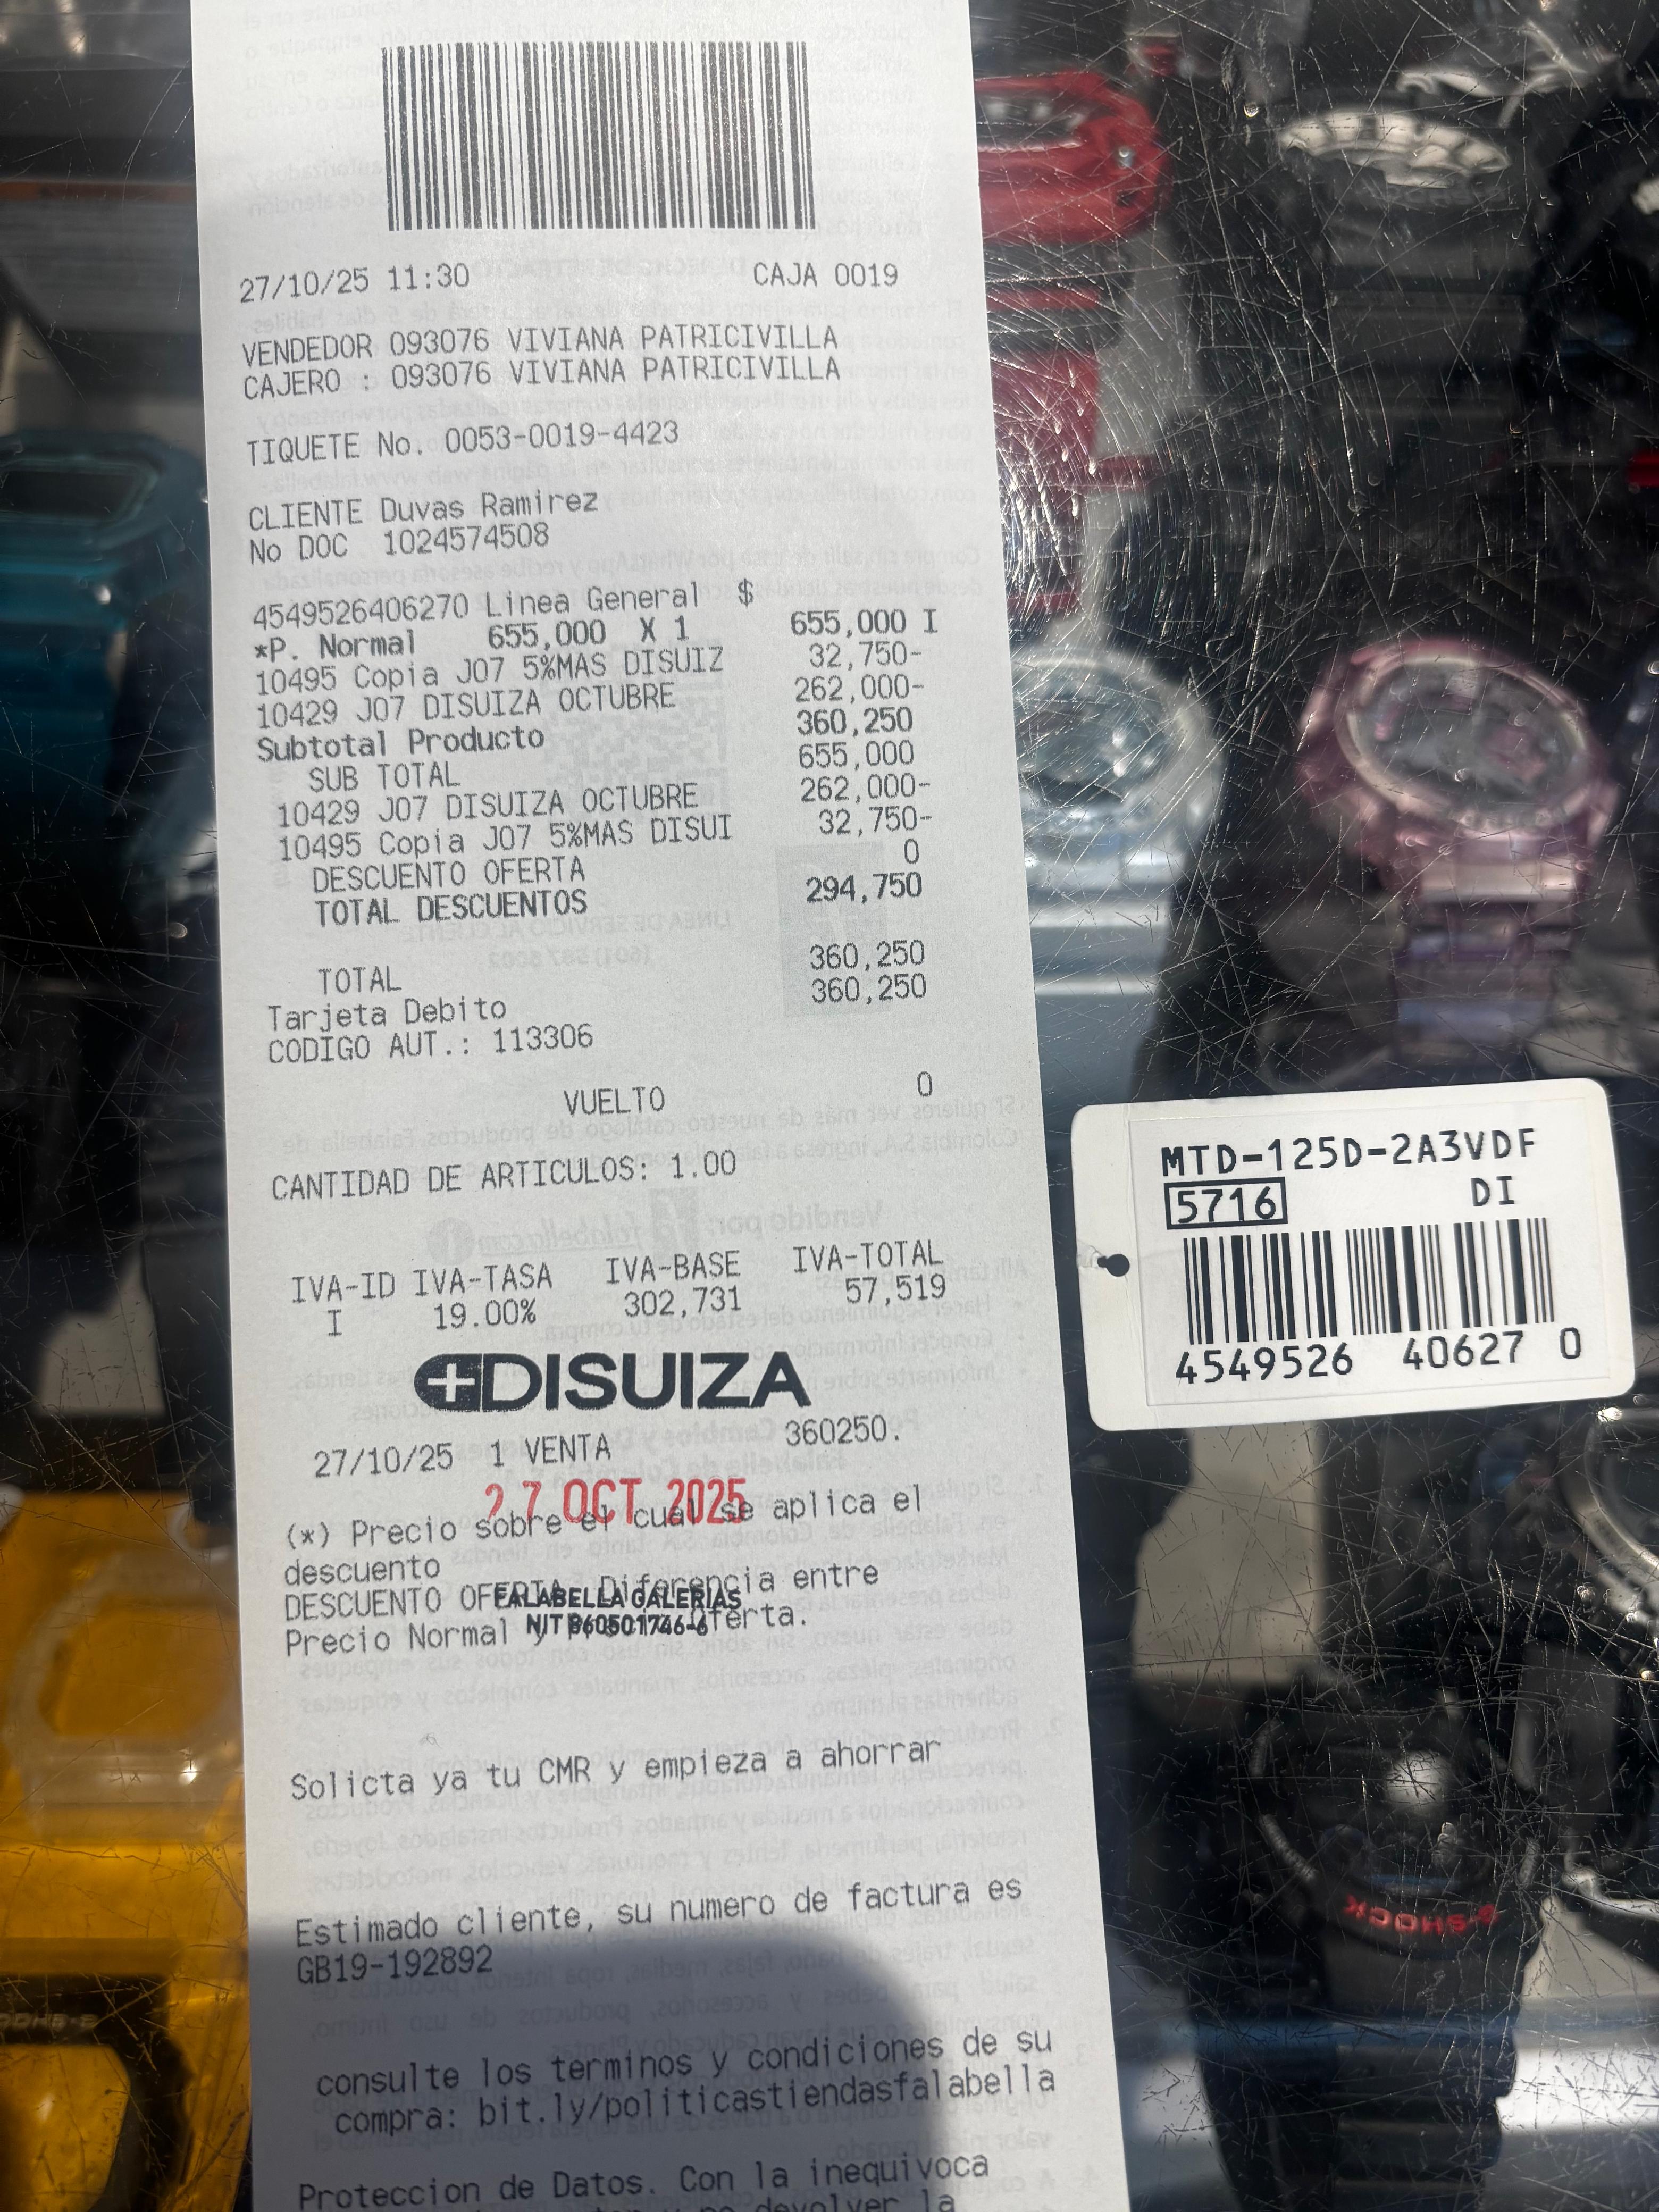 27/10/25 11:30 CAJA 0019
VENDEDOR 093076 VIVIANA PATRICIVILLA
CAJERO : 093076 VIVIANA PATRICIVILLA
TIQUETE No. 0053-0019-4423
CLIENTE Duvas Ramirez
No DOC 1024574508
4549526406270 Linea General $
*P. Normal 655,000 X 1 655,000 I
10495 Copia J07 5%MAS DISUIZ 32,750-
10429 J07 DISUIZA OCTUBRE 262,000-
Subtotal Producto 360,250
SUB TOTAL 655,000
10429 J07 DISUIZA OCTUBRE 262,000-
10495 Copia J07 5%MAS DISUI 32,750-
DESCUENTO OFERTA 0
TOTAL DESCUENTOS 294,750
TOTAL 360,250
Tarjeta Debito 360,250
CODIGO AUT.: 113306
VUELTO 0
CANTIDAD DE ARTICULOS: 1.00
IVA-ID IVA-TASA IVA-BASE IVA-TOTAL
I 19.00% 302,731 57,519
DISUIZA
27/10/25 1 VENTA 360250.
27 OCT 2025
(*) Precio sobre el cual se aplica el
descuento
DESCUENTO OFERTA Diferencia entre
FALABELLA GALERIAS
Precio Normal y Oferta.
NIT 860501746-6
Solicta ya tu CMR y empieza a ahorrar
Estimado cliente, su numero de factura es
GB19-192892
consulte los terminos y condiciones de su
compra: bit.ly/politicastiendasfalabella
Proteccion de Datos. Con la inequivoca
devolver la
MTD-125D-2A3VDF
5716 DI
4549526 40627 0
G-SHOCK